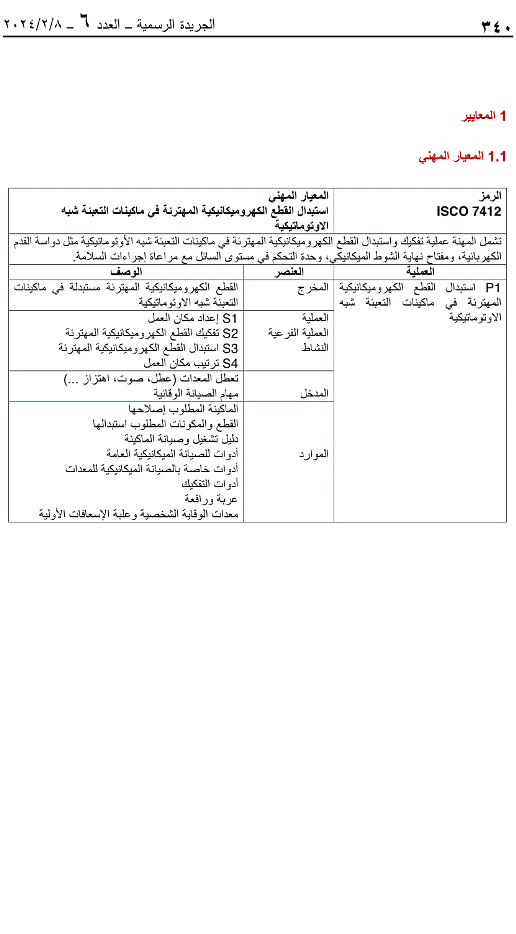 ٣٤٠
الجريدة الرسمية – العدد ٦ – ٢٠٢٤/٢/٨
1 المعايير
1.1 المعيار المهني
الرمز
ISCO 7412
المعيار المهني
استبدال القطع الكهروميكانيكية المهترئة في ماكينات التعبئة شبه
الاوتوماتيكية
تشمل المهنة عملية تفكيك واستبدال القطع الكهروميكانيكية المهترئة في ماكينات التعبئة شبه الأوتوماتيكية مثل دواسة القدم
الكهربائية، ومفتاح نهاية الشوط الميكانيكي، وحدة التحكم في مستوى السائل مع مراعاة إجراءات السلامة.
العملية
العنصر
الوصف
P1 استبدال القطع الكهروميكانيكية
المهترئة في ماكينات التعبئة شبه
الاوتوماتيكية
المخرج
القطع الكهروميكانيكية المهترئة مستبدلة في ماكينات
التعبئة شبه الاوتوماتيكية
العملية
العملية الفرعية
النشاط
S1 إعداد مكان العمل
S2 تفكيك القطع الكهروميكانيكية المهترئة
S3 استبدال القطع الكهروميكانيكية المهترئة
S4 ترتيب مكان العمل
المدخل
تعطل المعدات (عطل، صوت، اهتزاز ...)
مهام الصيانة الوقائية
الموارد
الماكينة المطلوب إصلاحها
القطع والمكونات المطلوب استبدالها
دليل تشغيل وصيانة الماكينة
أدوات للصيانة الميكانيكية العامة
أدوات خاصة بالصيانة الميكانيكية للمعدات
أدوات التفكيك
عربة ورافعة
معدات الوقاية الشخصية وعلبة الإسعافات الأولية